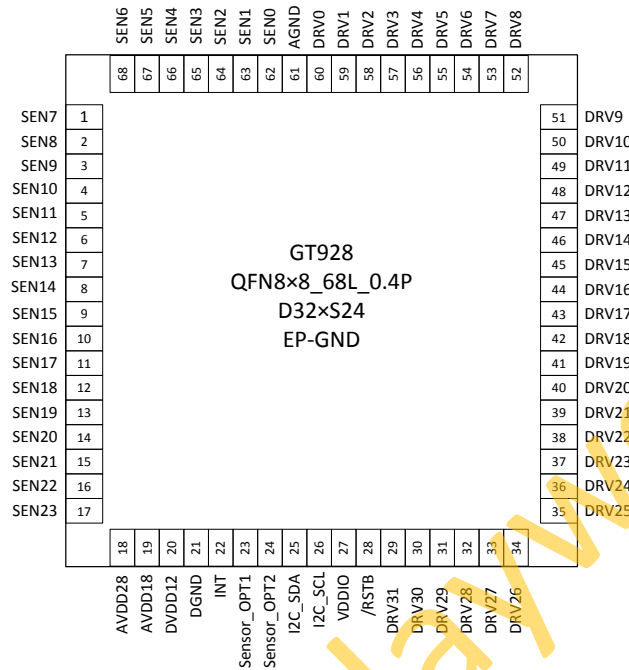 SEN6 SEN5 SEN4 SEN3 SEN2 SEN1 SEN0 AGND DRV0 DRV1 DRV2 DRV3 DRV4 DRV5 DRV6 DRV7 DRV8
68 67 66 65 64 63 62 61 60 59 58 57 56 55 54 53 52
SEN7 1 51 DRV9
SEN8 2 50 DRV10
SEN9 3 49 DRV11
SEN10 4 48 DRV12
SEN11 5 47 DRV13
SEN12 6 46 DRV14
SEN13 7 45 DRV15
SEN14 8 44 DRV16
SEN15 9 43 DRV17
SEN16 10 42 DRV18
SEN17 11 41 DRV19
SEN18 12 40 DRV20
SEN19 13 39 DRV21
SEN20 14 38 DRV22
SEN21 15 37 DRV23
SEN22 16 36 DRV24
SEN23 17 35 DRV25
GT928
QFN8×8_68L_0.4P
D32×S24
EP-GND
18 19 20 21 22 23 24 25 26 27 28 29 30 31 32 33 34
AVDD28 AVDD18 DVDD12 DGND INT Sensor_OPT1 Sensor_OPT2 I2C_SDA I2C_SCL VDDIO /RSTB DRV31 DRV30 DRV29 DRV28 DRV27 DRV26